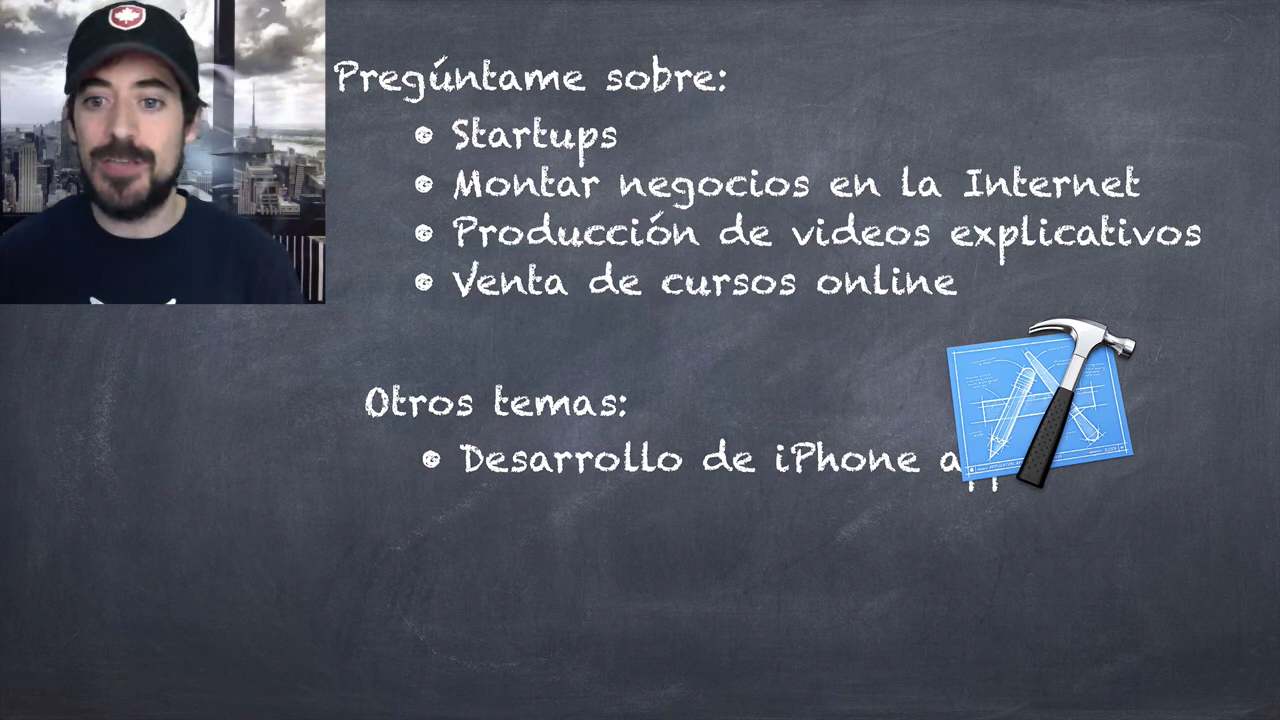 Pregúntame sobre:
• Startups
• Montar negocios en la Internet
• Producción de videos explicativos
• Venta de cursos online
Otros temas:
• Desarrollo de iPhone